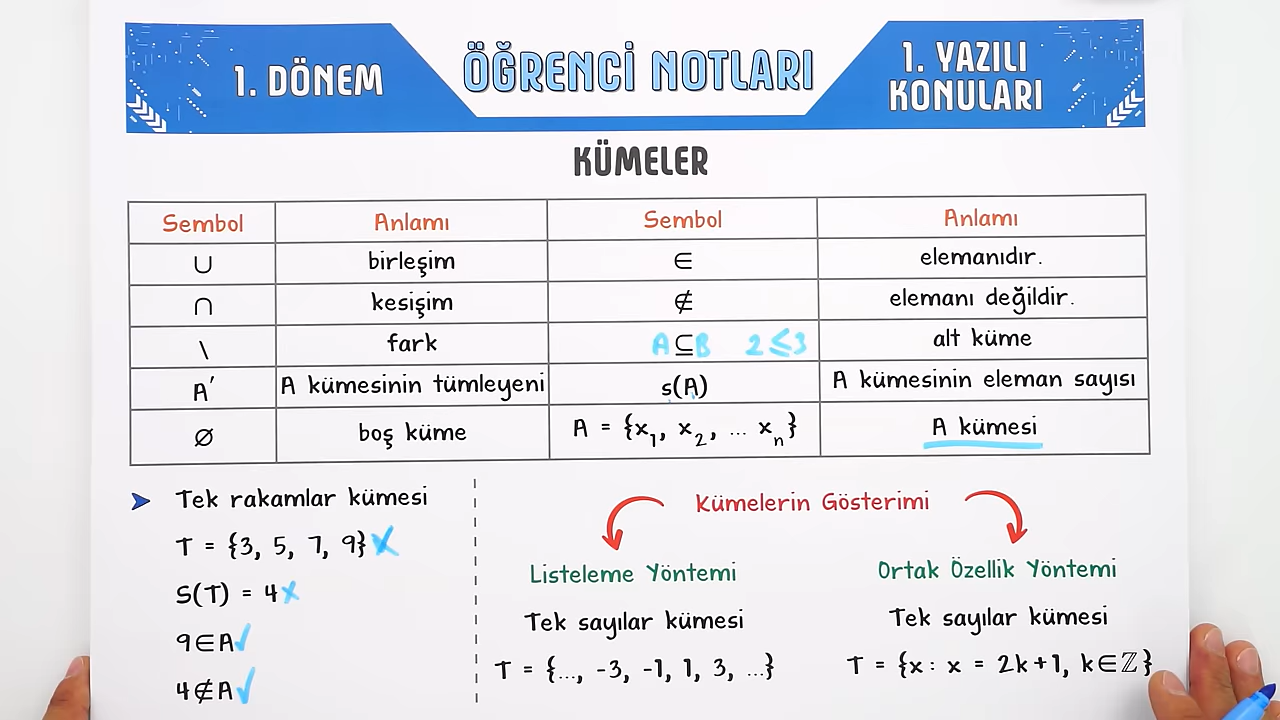 1. DÖNEM
ÖĞRENCİ NOTLARI
1. YAZILI
KONULARI
KÜMELER
Sembol Anlamı Sembol Anlamı
∪ birleşim ∈ elemanıdır.
∩ kesişim ∉ elemanı değildir.
\ fark A⊆B 2≤3 alt küme
A′ A kümesinin tümleyeni s(A) A kümesinin eleman sayısı
∅ boş küme A = {x₁, x₂, ... xₙ} A kümesi
➤ Tek rakamlar kümesi
T = {3, 5, 7, 9} X
S(T) = 4 X
9∈A ✓
4∉A ✓
Kümelerin Gösterimi
Listeleme Yöntemi
Tek sayılar kümesi
T = {..., -3, -1, 1, 3, ...}
Ortak Özellik Yöntemi
Tek sayılar kümesi
T = {x: x = 2k+1, k∈ℤ}